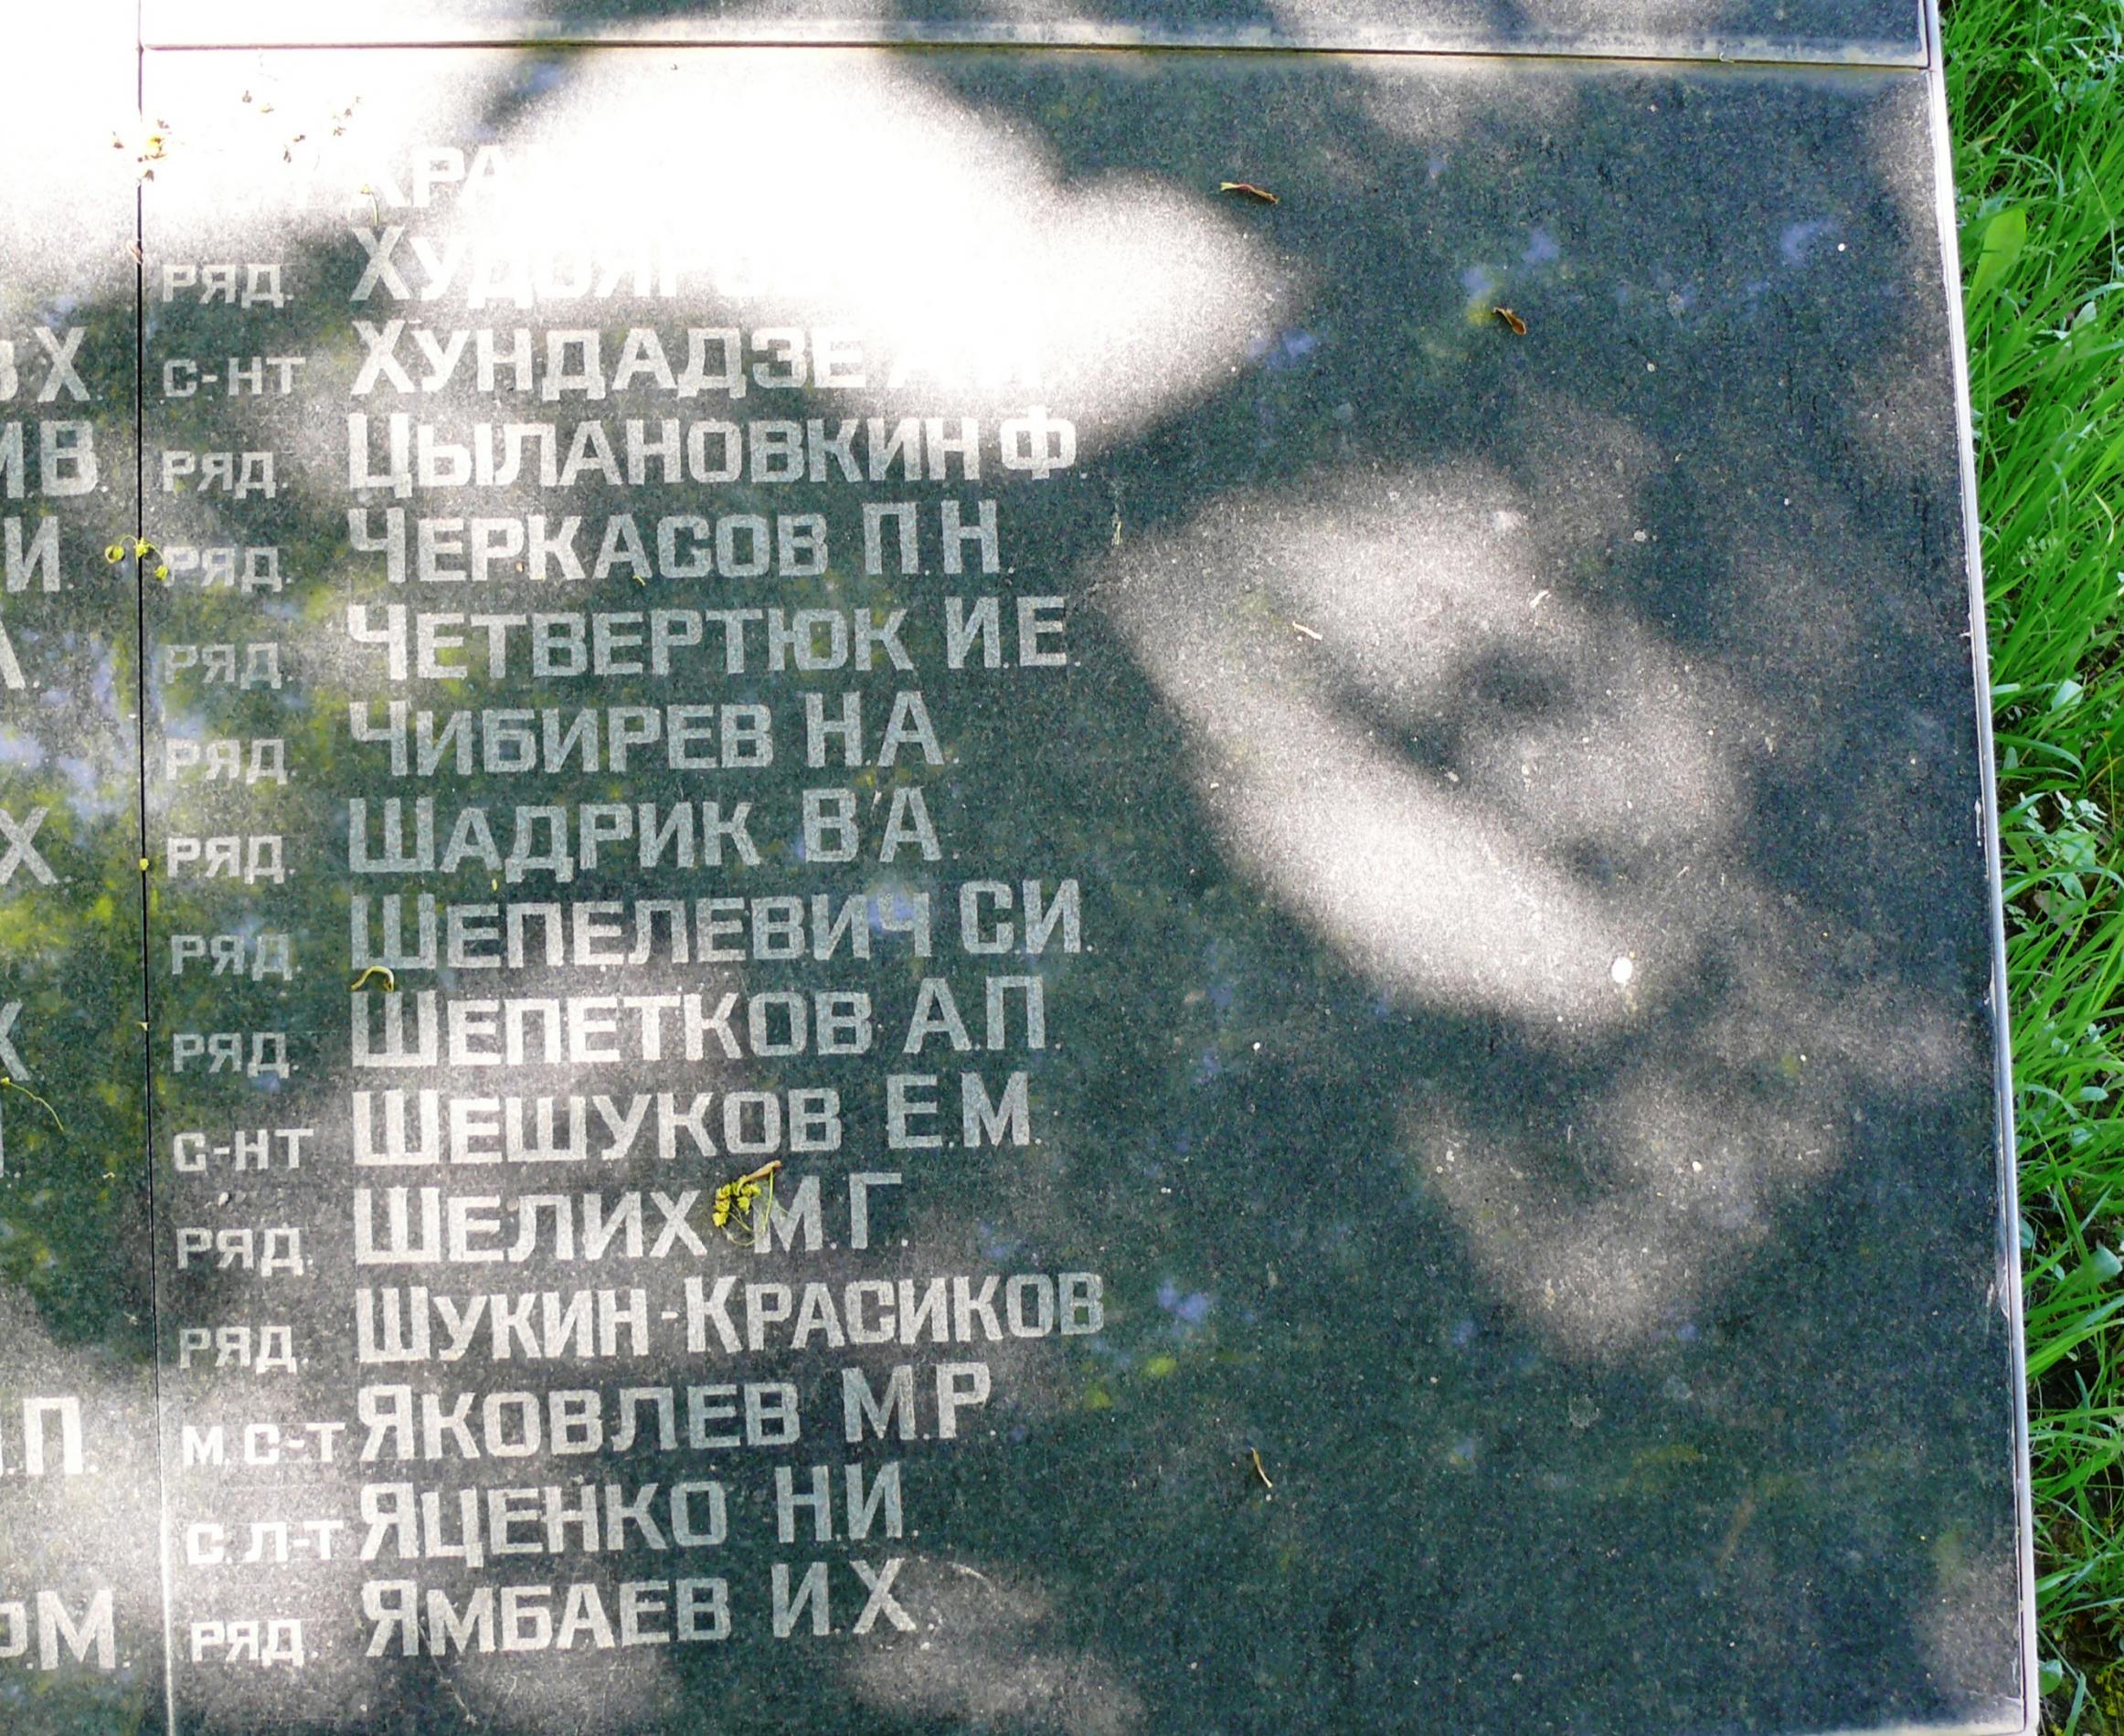 РЯД. ХУДОЯРОВ
В.Х. С-НТ ХУНДАДЗЕ
И.В. РЯД. ЦЫЛАНОВКИН Ф.
И. РЯД. ЧЕРКАСОВ П.Н.
А. РЯД. ЧЕТВЕРТЮК И.Е.
РЯД. ЧИБИРЕВ Н.А.
Х. РЯД. ШАДРИК В.А.
РЯД. ШЕПЕЛЕВИЧ С.И.
РЯД. ШЕПЕТКОВ А.П.
С-НТ ШЕШУКОВ Е.М.
РЯД. ШЕЛИХ М.Г.
РЯД. ШУКИН-КРАСИКОВ
П. М.С-Т ЯКОВЛЕВ М.Р.
С.Л-Т ЯЦЕНКО Н.И.
М. РЯД. ЯМБАЕВ И.Х.